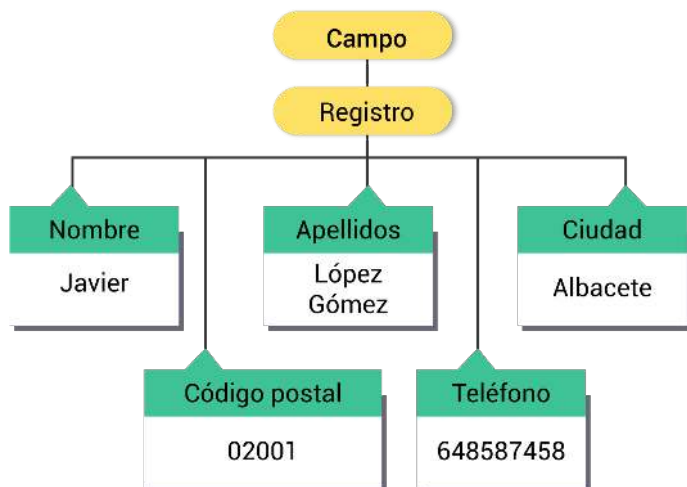 Campo
Registro
Nombre
Javier
Apellidos
López
Gómez
Ciudad
Albacete
Código postal
02001
Teléfono
648587458